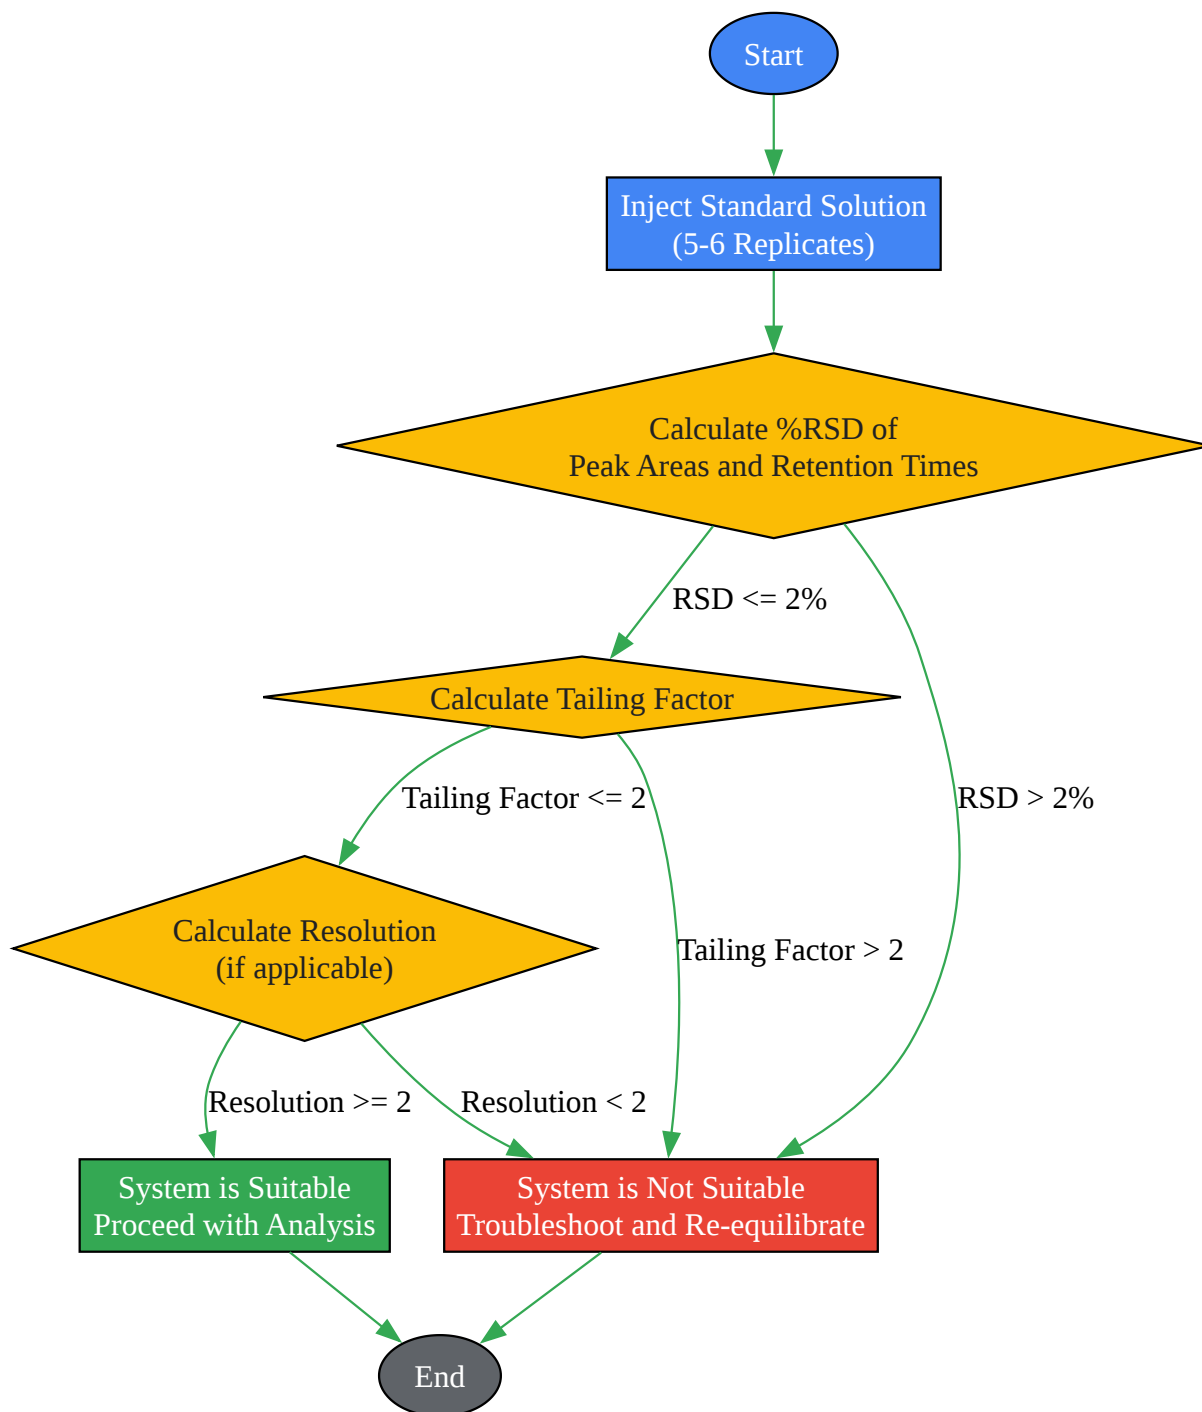 Start
Inject Standard Solution
(5-6 Replicates)
Calculate %RSD of
Peak Areas and Retention Times
RSD <= 2%
Calculate Tailing Factor
Tailing Factor <= 2
RSD > 2%
Calculate Resolution
(if applicable)
Tailing Factor > 2
Resolution >= 2
Resolution < 2
System is Suitable
Proceed with Analysis
System is Not Suitable
Troubleshoot and Re-equilibrate
End